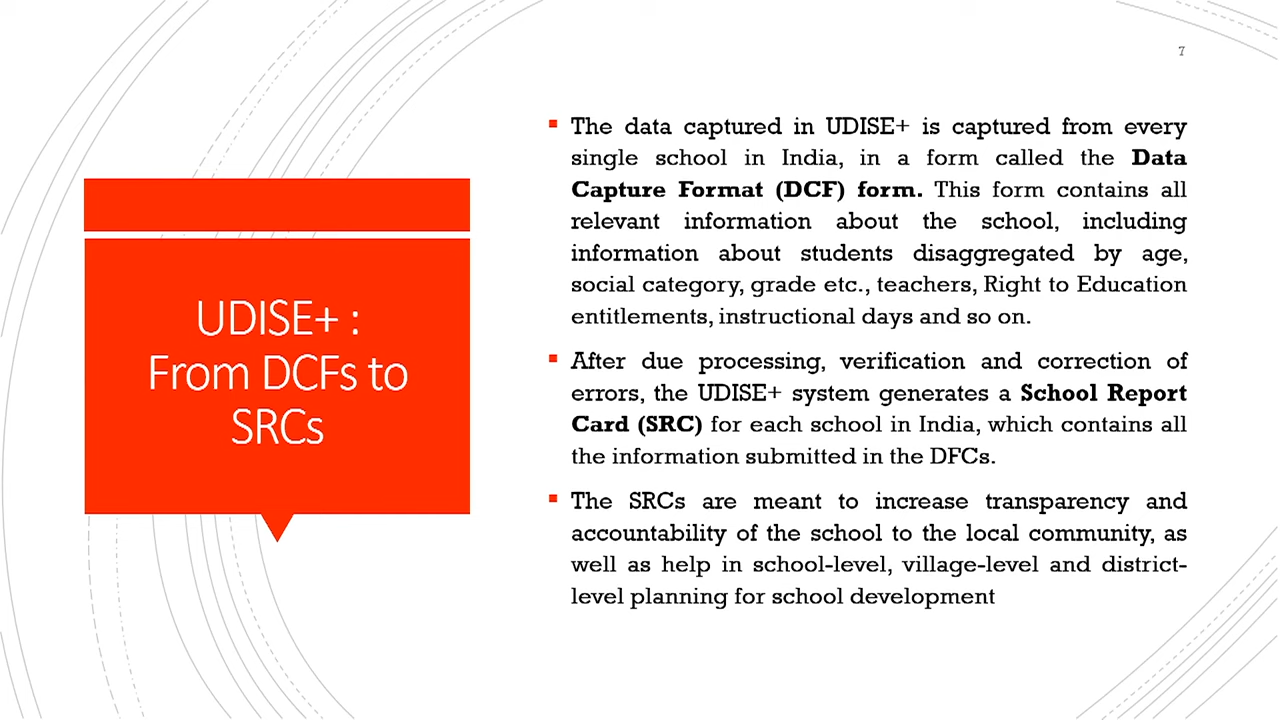 7
UDISE+ :
From DCFs to
SRCs
▪ The data captured in UDISE+ is captured from every
single school in India, in a form called the Data
Capture Format (DCF) form. This form contains all
relevant information about the school, including
information about students disaggregated by age,
social category, grade etc., teachers, Right to Education
entitlements, instructional days and so on.
▪ After due processing, verification and correction of
errors, the UDISE+ system generates a School Report
Card (SRC) for each school in India, which contains all
the information submitted in the DFCs.
▪ The SRCs are meant to increase transparency and
accountability of the school to the local community, as
well as help in school-level, village-level and district-
level planning for school development